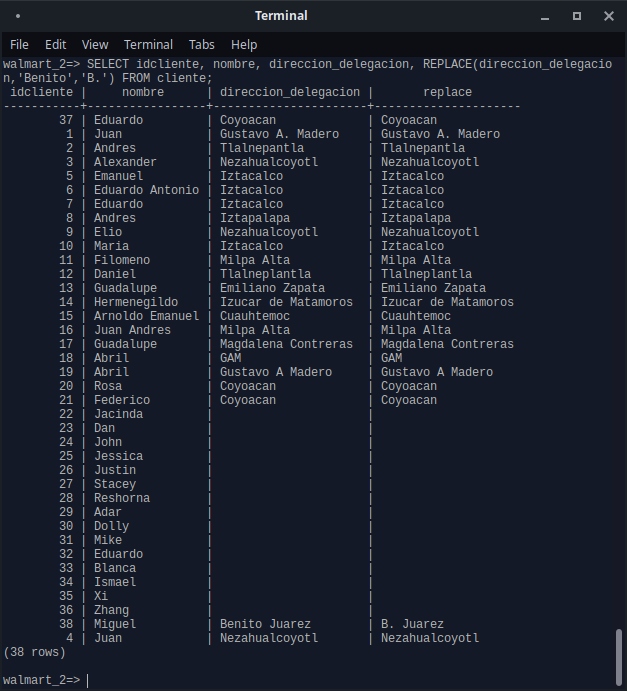 Terminal
File Edit View Terminal Tabs Help
walmart_2=> SELECT idcliente, nombre, direccion_delegacion, REPLACE(direccion_delegacio
n,'Benito','B.') FROM cliente;
 idcliente |     nombre      | direccion_delegacion |       replace
-----------+-----------------+----------------------+---------------------
        37 | Eduardo         | Coyoacan             | Coyoacan
         1 | Juan            | Gustavo A. Madero    | Gustavo A. Madero
         2 | Andres          | Tlalnepantla         | Tlalnepantla
         3 | Alexander       | Nezahualcoyotl       | Nezahualcoyotl
         5 | Emanuel         | Iztacalco            | Iztacalco
         6 | Eduardo Antonio | Iztacalco            | Iztacalco
         7 | Eduardo         | Iztacalco            | Iztacalco
         8 | Andres          | Iztapalapa           | Iztapalapa
         9 | Elio            | Nezahualcoyotl       | Nezahualcoyotl
        10 | Maria           | Iztacalco            | Iztacalco
        11 | Filomeno        | Milpa Alta           | Milpa Alta
        12 | Daniel          | Tlalneplantla        | Tlalneplantla
        13 | Guadalupe       | Emiliano Zapata      | Emiliano Zapata
        14 | Hermenegildo    | Izucar de Matamoros  | Izucar de Matamoros
        15 | Arnoldo Emanuel | Cuauhtemoc           | Cuauhtemoc
        16 | Juan Andres     | Milpa Alta           | Milpa Alta
        17 | Guadalupe       | Magdalena Contreras  | Magdalena Contreras
        18 | Abril           | GAM                  | GAM
        19 | Abril           | Gustavo A Madero     | Gustavo A Madero
        20 | Rosa            | Coyoacan             | Coyoacan
        21 | Federico        | Coyoacan             | Coyoacan
        22 | Jacinda         |                      |
        23 | Dan             |                      |
        24 | John            |                      |
        25 | Jessica         |                      |
        26 | Justin          |                      |
        27 | Stacey          |                      |
        28 | Reshorna        |                      |
        29 | Adar            |                      |
        30 | Dolly           |                      |
        31 | Mike            |                      |
        32 | Eduardo         |                      |
        33 | Blanca          |                      |
        34 | Ismael          |                      |
        35 | Xi              |                      |
        36 | Zhang           |                      |
        38 | Miguel          | Benito Juarez        | B. Juarez
         4 | Juan            | Nezahualcoyotl       | Nezahualcoyotl
(38 rows)
walmart_2=>